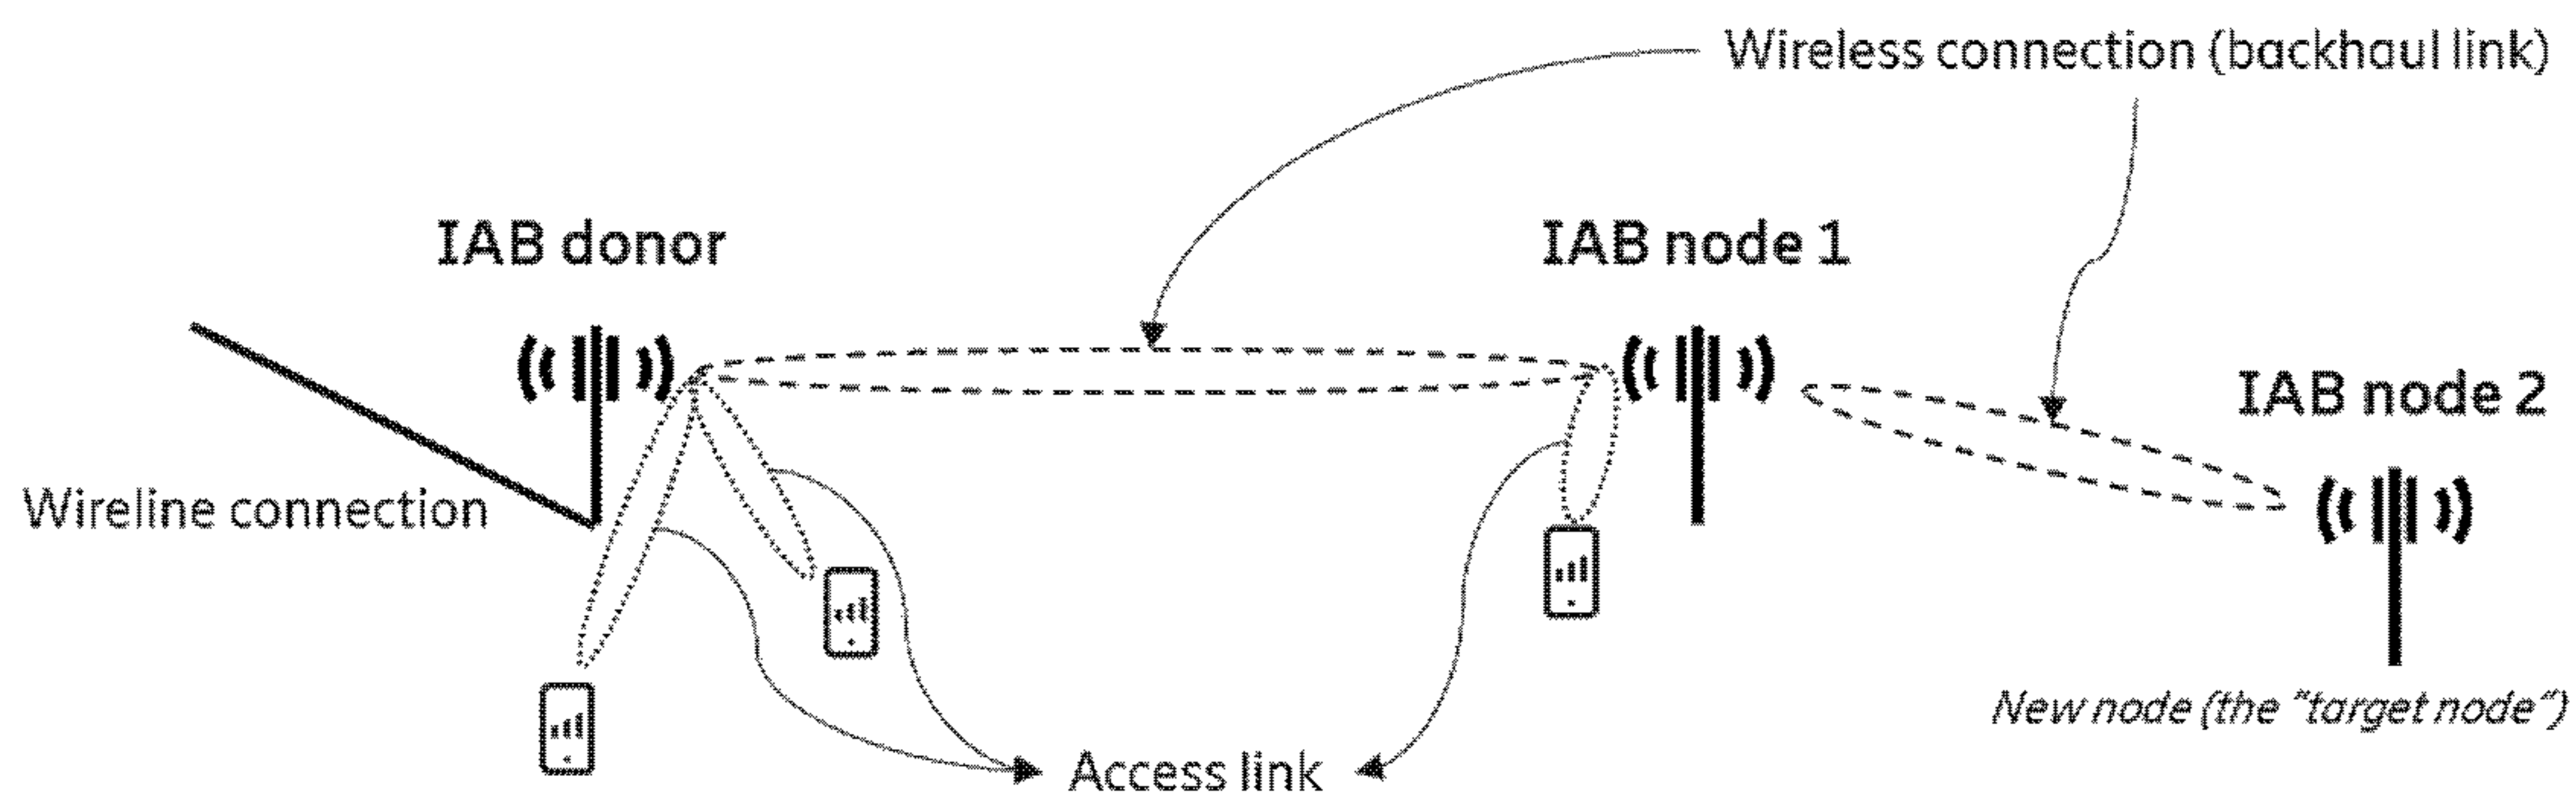 Wireless connection (backhaul link)
IAB donor
IAB node 1
IAB node 2
Wireline connection
New node (the "target node")
Access link